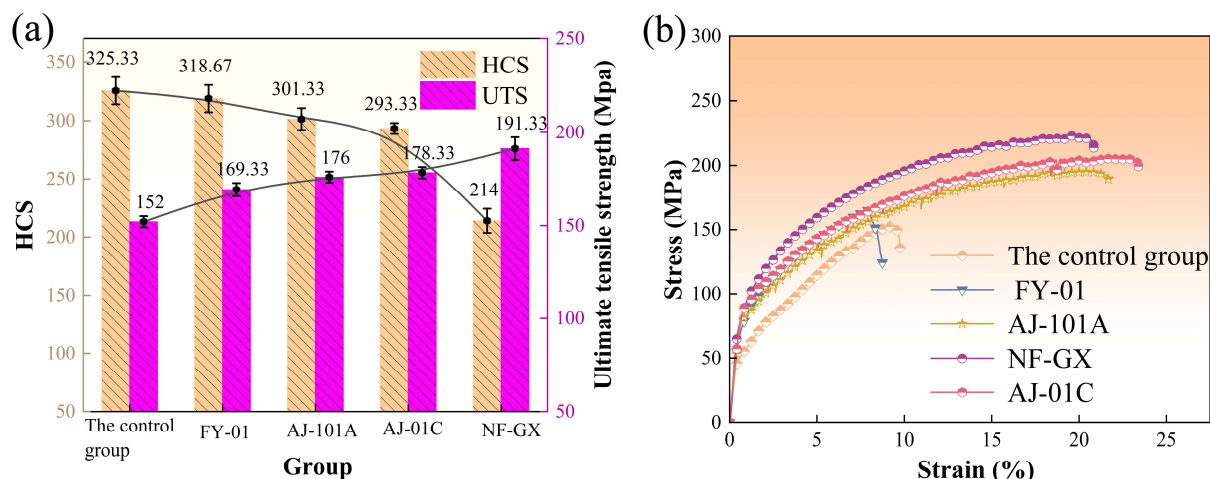 (a)
HCS
UTS
325.33
318.67
301.33
293.33
214
152
169.33
176
178.33
191.33
350
300
250
200
150
100
50
HCS
250
200
150
100
50
Ultimate tensile strength (Mpa)
The control
group
FY-01
AJ-101A
AJ-01C
NF-GX
Group
(b)
300
250
200
150
100
50
0
Stress (MPa)
The control group
FY-01
AJ-101A
NF-GX
AJ-01C
0
5
10
15
20
25
Strain (%)